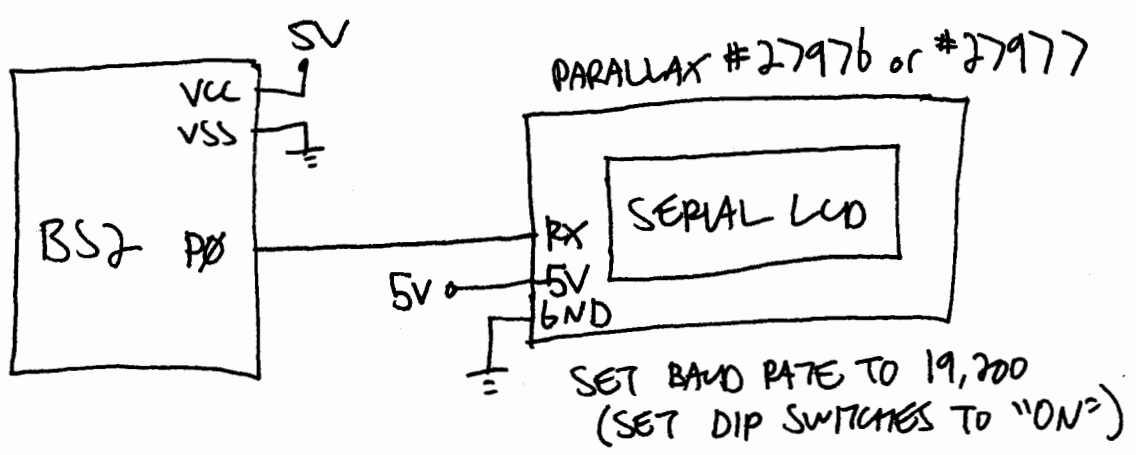 5V
PARALLAX #27976 or #27977
VCC
VSS
SERIAL LCD
BS2 PØ
RX
5V
5V
GND
SET BAUD RATE TO 19,200
(SET DIP SWITCHES TO "ON")